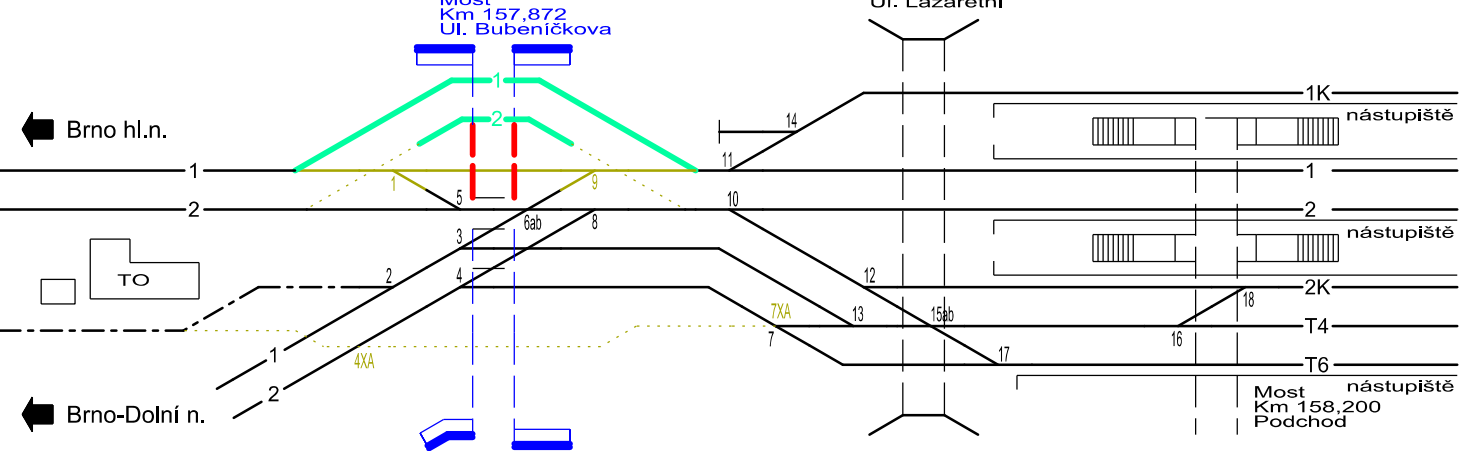 Most
Km 157,872
Ul. Bubeníčkova
Ul. Lazaretní
1
1K
nástupiště
2
14
Brno hl.n.
11
1
1
1
9
5
2
10
2
6ab
8
nástupiště
3
TO
2
4
12
2K
18
7XA
13
15ab
T4
7
16
1
4XA
17
T6
2
nástupiště
Most
Km 158,200
Podchod
Brno-Dolní n.